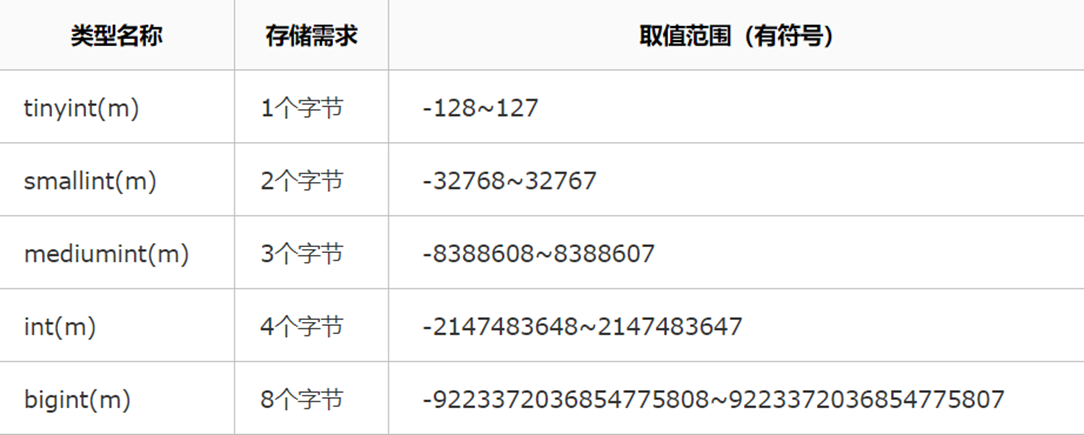 类型名称 存储需求 取值范围（有符号）
tinyint(m) 1个字节 -128~127
smallint(m) 2个字节 -32768~32767
mediumint(m) 3个字节 -8388608~8388607
int(m) 4个字节 -2147483648~2147483647
bigint(m) 8个字节 -9223372036854775808~9223372036854775807